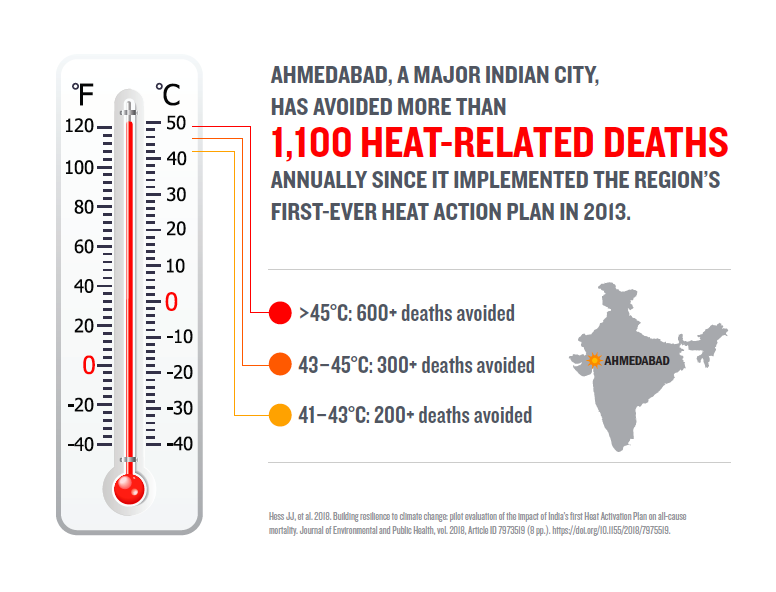 °F
°C
120
100
80
60
40
20
0
-20
-40
50
40
30
20
10
0
-10
-20
-30
-40
AHMEDABAD, A MAJOR INDIAN CITY,
HAS AVOIDED MORE THAN
1,100 HEAT-RELATED DEATHS
ANNUALLY SINCE IT IMPLEMENTED THE REGION'S
FIRST-EVER HEAT ACTION PLAN IN 2013.
>45°C: 600+ deaths avoided
43–45°C: 300+ deaths avoided
41–43°C: 200+ deaths avoided
AHMEDABAD
Hess JJ, et al. 2018. Building resilience to climate change: pilot evaluation of the impact of India's first Heat Activation Plan on all-cause
mortality. Journal of Environmental and Public Health, vol. 2018, Article ID 7973519 (8 pp.). https://doi.org/10.1155/2018/7975519.